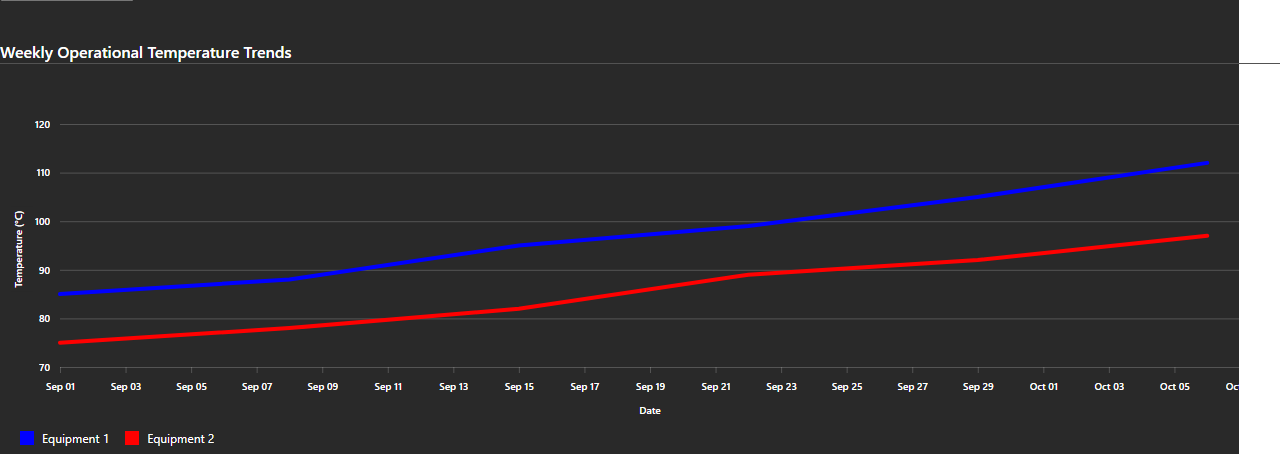 Weekly Operational Temperature Trends
120
110
100
90
80
70
Temperature (°C)
Sep 01 Sep 03 Sep 05 Sep 07 Sep 09 Sep 11 Sep 13 Sep 15 Sep 17 Sep 19 Sep 21 Sep 23 Sep 25 Sep 27 Sep 29 Oct 01 Oct 03 Oct 05
Date
Equipment 1 Equipment 2